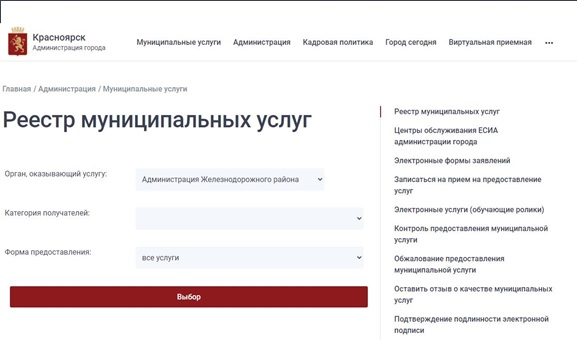 Красноярск
Администрация города
Муниципальные услуги Администрация Кадровая политика Город сегодня Виртуальная приемная ...
Главная / Администрация / Муниципальные услуги
Реестр муниципальных услуг
Орган, оказывающий услугу:
Администрация Железнодорожного района
Категория получателей:
Форма предоставления:
все услуги
Выбор
Реестр муниципальных услуг
Центры обслуживания ЕСИА
администрации города
Электронные формы заявлений
Записаться на прием на предоставление
услуг
Электронные услуги (обучающие ролики)
Контроль предоставления муниципальной
услуги
Обжалование предоставления
муниципальной услуги
Оставить отзыв о качестве муниципальных
услуг
Подтверждение подлинности электронной
подписи